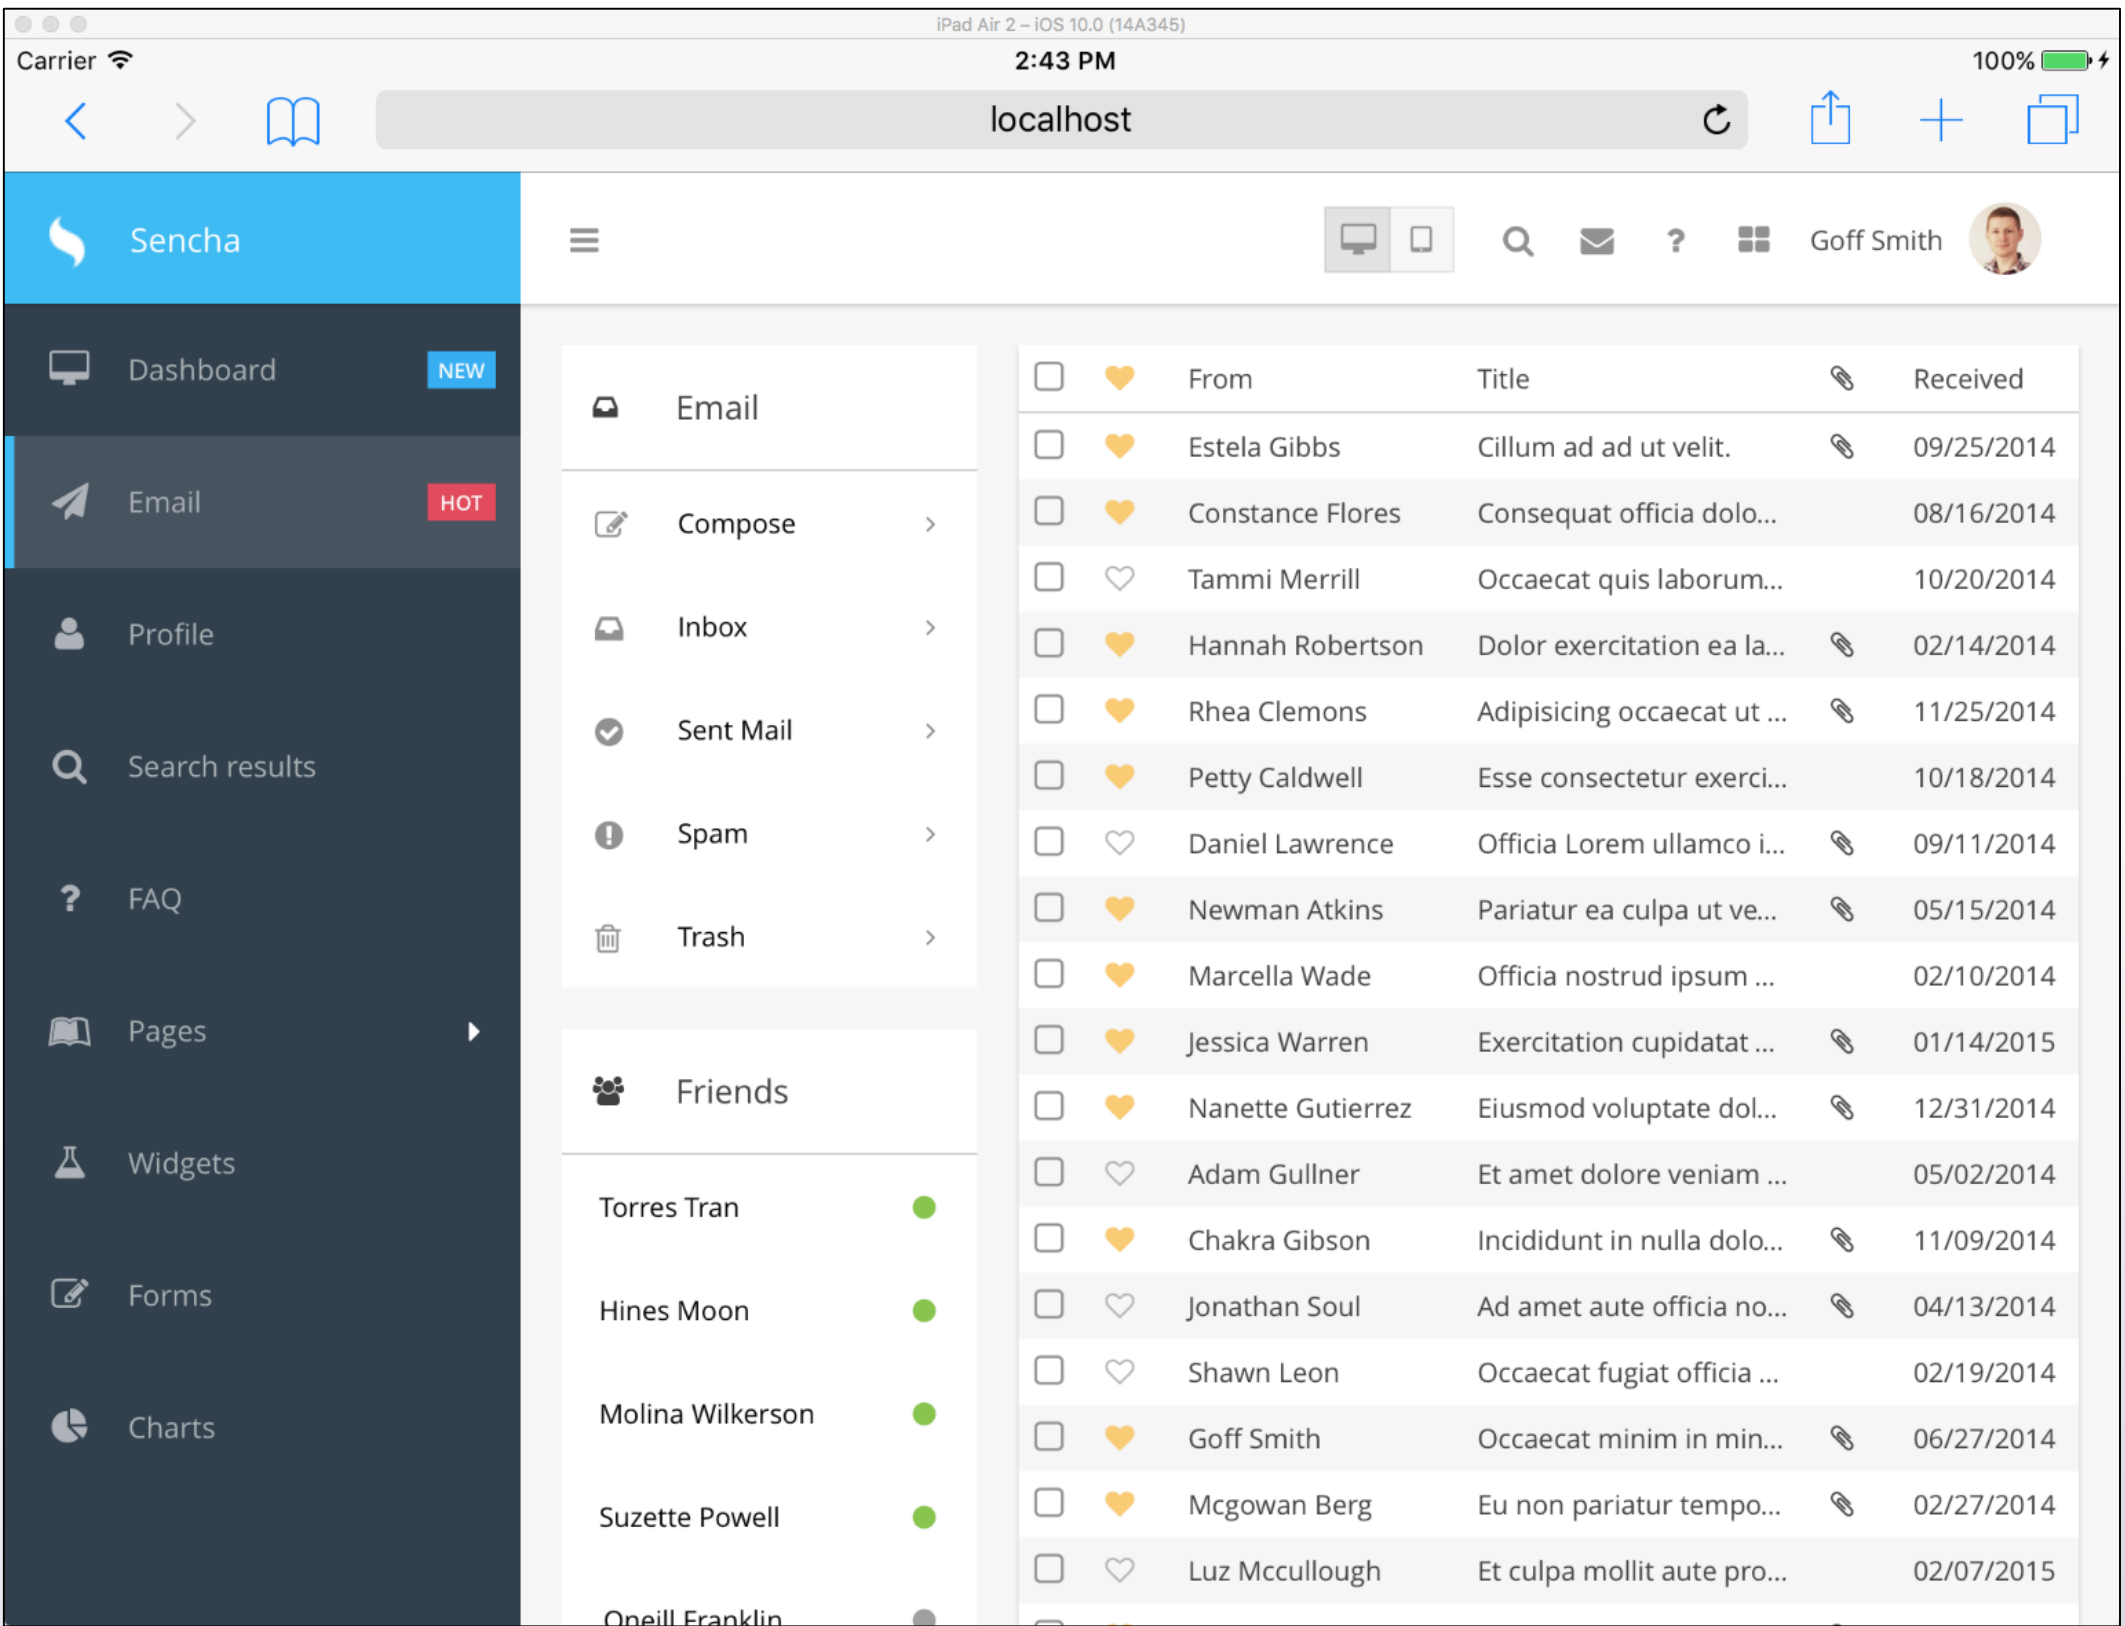 iPad Air 2 – iOS 10.0 (14A345)
Carrier 2:43 PM 100%
localhost
Sencha
Goff Smith
Dashboard NEW
Email HOT
Profile
Search results
? FAQ
Pages
Widgets
Forms
Charts
Email
Compose
Inbox
Sent Mail
Spam
Trash
Friends
Torres Tran
Hines Moon
Molina Wilkerson
Suzette Powell
Oneill Franklin
From Title Received
Estela Gibbs Cillum ad ad ut velit. 09/25/2014
Constance Flores Consequat officia dolo... 08/16/2014
Tammi Merrill Occaecat quis laborum... 10/20/2014
Hannah Robertson Dolor exercitation ea la... 02/14/2014
Rhea Clemons Adipisicing occaecat ut ... 11/25/2014
Petty Caldwell Esse consectetur exerci... 10/18/2014
Daniel Lawrence Officia Lorem ullamco i... 09/11/2014
Newman Atkins Pariatur ea culpa ut ve... 05/15/2014
Marcella Wade Officia nostrud ipsum ... 02/10/2014
Jessica Warren Exercitation cupidatat ... 01/14/2015
Nanette Gutierrez Eiusmod voluptate dol... 12/31/2014
Adam Gullner Et amet dolore veniam ... 05/02/2014
Chakra Gibson Incididunt in nulla dolo... 11/09/2014
Jonathan Soul Ad amet aute officia no... 04/13/2014
Shawn Leon Occaecat fugiat officia ... 02/19/2014
Goff Smith Occaecat minim in min... 06/27/2014
Mcgowan Berg Eu non pariatur tempo... 02/27/2014
Luz Mccullough Et culpa mollit aute pro... 02/07/2015